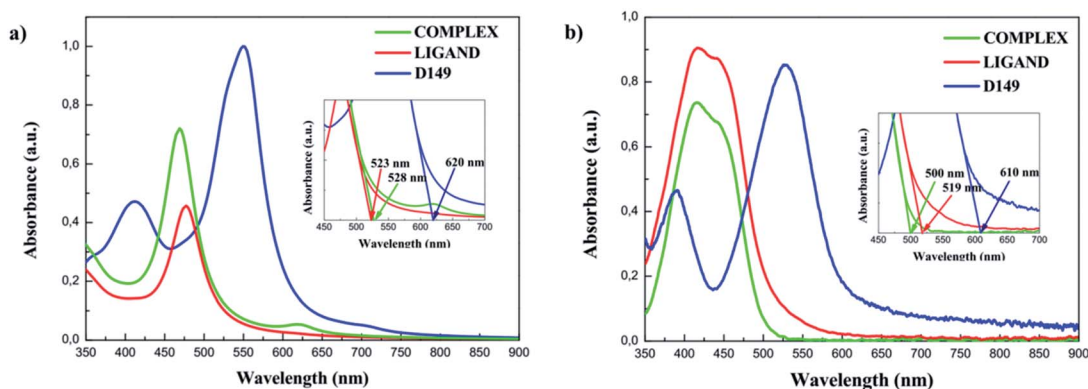 a)
COMPLEX
LIGAND
D149
Absorbance (a.u.)
1,0
0,8
0,6
0,4
0,2
0,0
350 400 450 500 550 600 650 700 750 800 850 900
Wavelength (nm)
Absorbance (a.u.)
523 nm
528 nm
620 nm
450 500 550 600 650 700
Wavelength (nm)
b)
COMPLEX
LIGAND
D149
Absorbance (a.u.)
1,0
0,8
0,6
0,4
0,2
0,0
350 400 450 500 550 600 650 700 750 800 850 900
Wavelength (nm)
Absorbance (a.u.)
500 nm
519 nm
610 nm
450 500 550 600 650 700
Wavelength (nm)